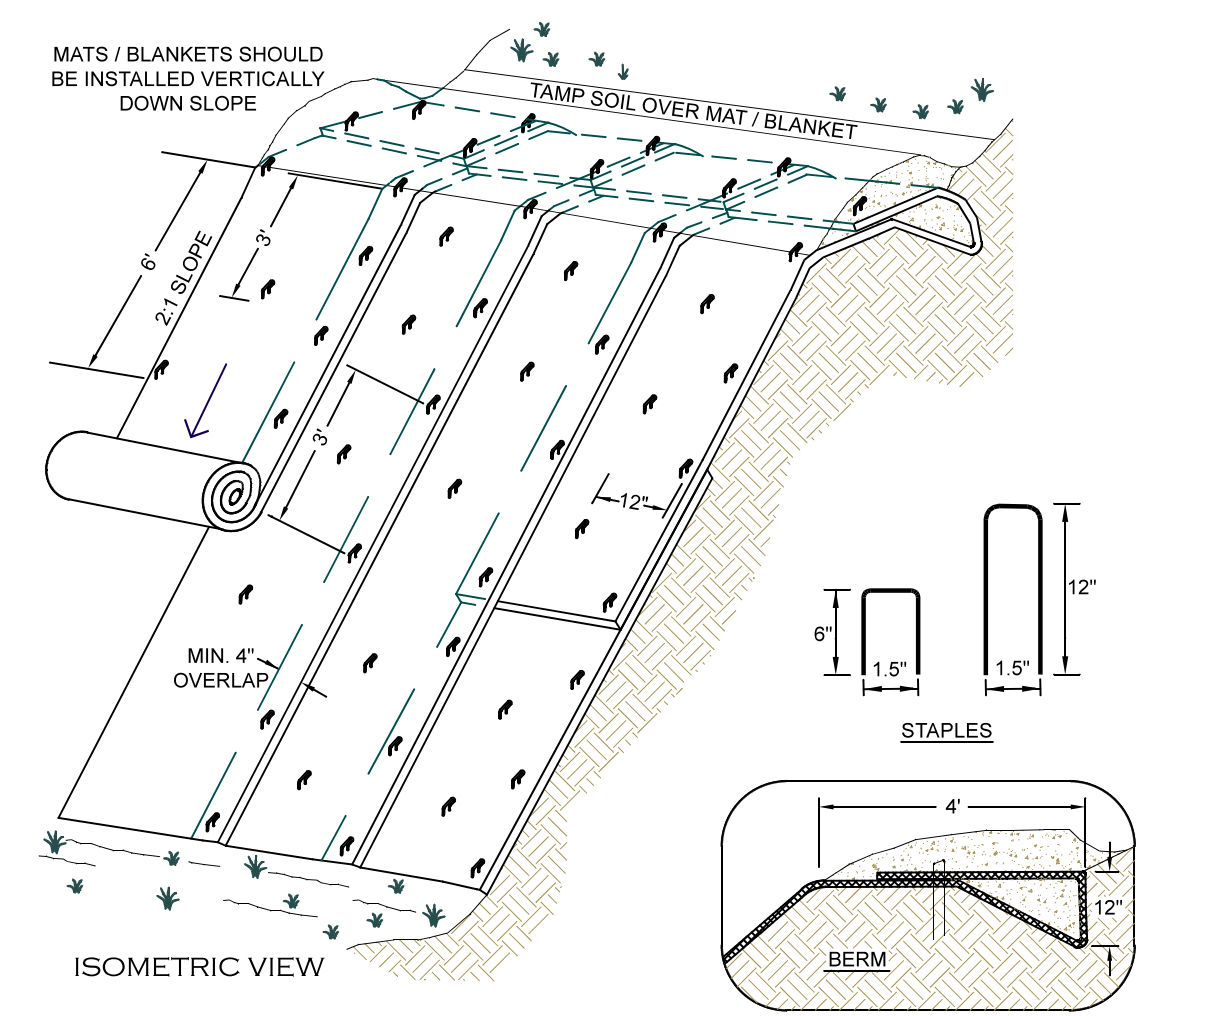 MATS / BLANKETS SHOULD
BE INSTALLED VERTICALLY
DOWN SLOPE
TAMP SOIL OVER MAT / BLANKET
6'
3'
2:1 SLOPE
3'
12"
MIN. 4"
OVERLAP
6"
1.5"
12"
1.5"
STAPLES
4'
12"
BERM
ISOMETRIC VIEW